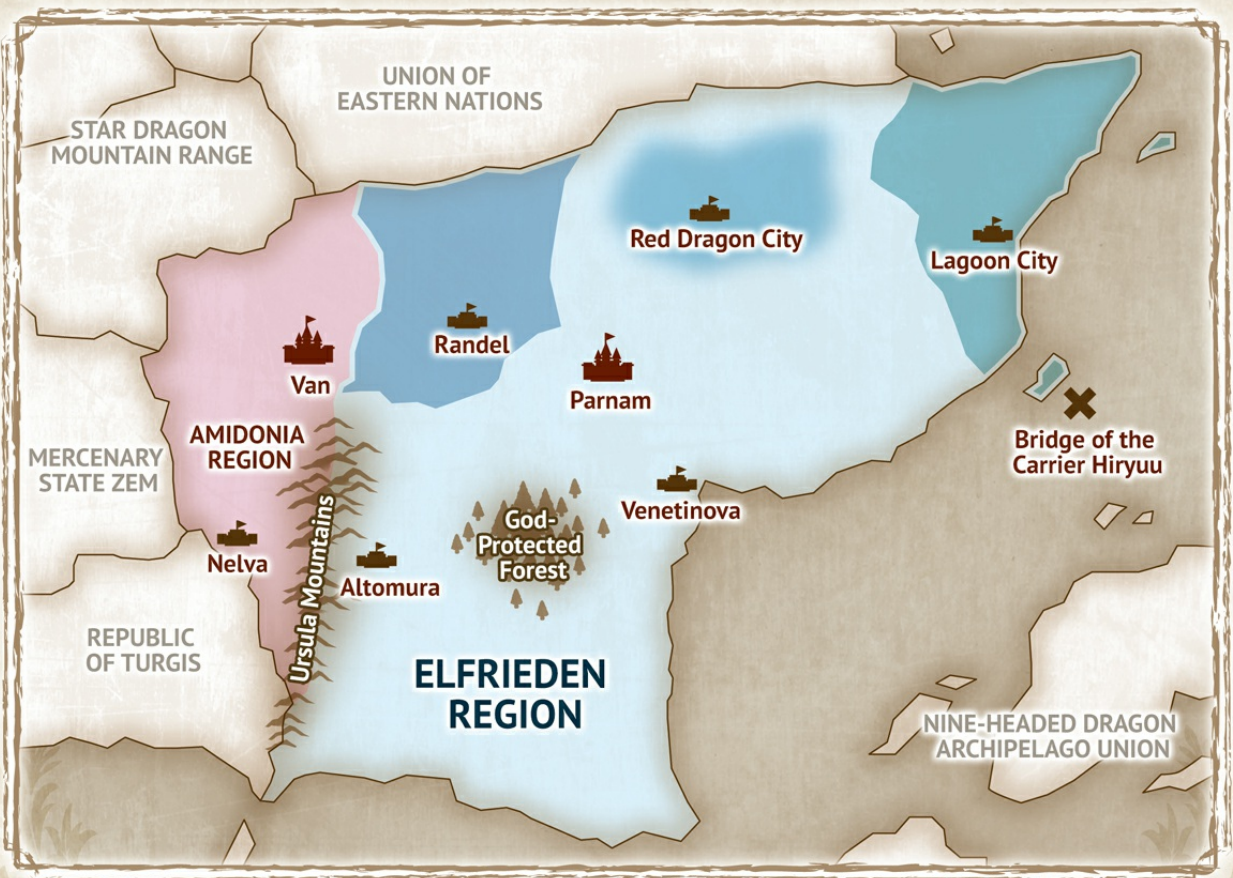 UNION OF
EASTERN NATIONS
STAR DRAGON
MOUNTAIN RANGE
Red Dragon City
Lagoon City
Randel
Van
Parnam
AMIDONIA
REGION
MERCENARY
STATE ZEM
Bridge of the
Carrier Hiryuu
Venetinova
God-
Protected
Forest
Nelva
Ursula Mountains
Altomura
REPUBLIC
OF TURGIS
ELFRIEDEN
REGION
NINE-HEADED DRAGON
ARCHIPELAGO UNION